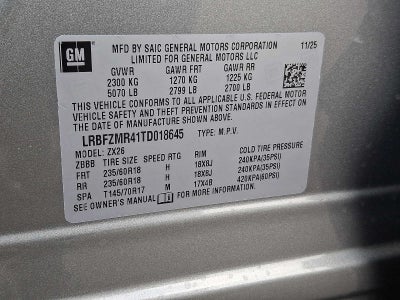 GM
MFD BY SAIC GENERAL MOTORS CORPORATION 11/25
LIMITED FOR GENERAL MOTORS LLC
GVWR GAWR FRT GAWR RR
2300 KG 1270 KG 1225 KG
5070 LB 2799 LB 2700 LB
THIS VEHICLE CONFORMS TO ALL APPLICABLE U.S. FEDERAL MOTOR
VEHICLE SAFETY AND THEFT PREVENTION STANDARDS IN EFFECT
ON THE DATE OF MANUFACTURE SHOWN ABOVE.
LRBFZMR41TD018645 TYPE: M.P.V.
MODEL: ZX26
ZBBB TIRE SIZE SPEED RTG RIM COLD TIRE PRESSURE
FRT 235/60R18 H 18X8J 240KPA(35PSI)
RR 235/60R18 H 18X8J 240KPA(35PSI)
SPA T145/70R17 M 17X4B 420KPA(60PSI)
SEE OWNER'S MANUAL FOR MORE INFORMATION.